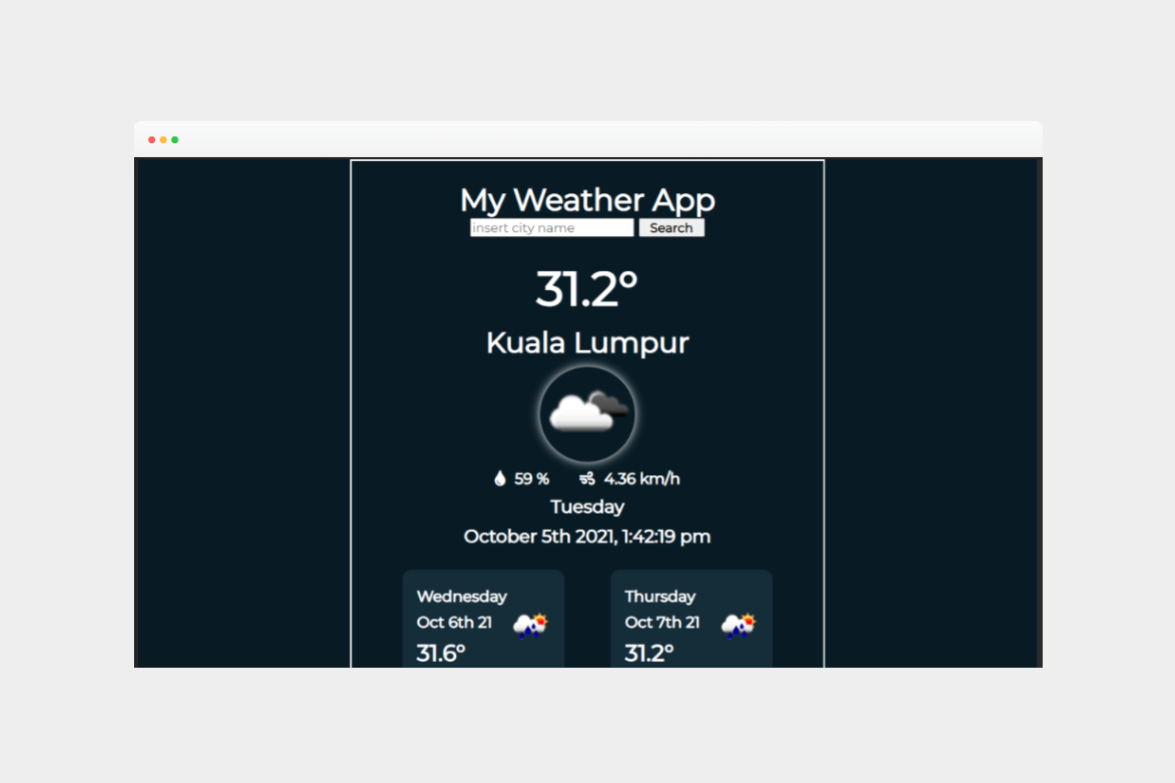 My Weather App
insert city name Search
31.2°
Kuala Lumpur
59 % 4.36 km/h
Tuesday
October 5th 2021, 1:42:19 pm
Wednesday
Oct 6th 21
31.6°
Thursday
Oct 7th 21
31.2°